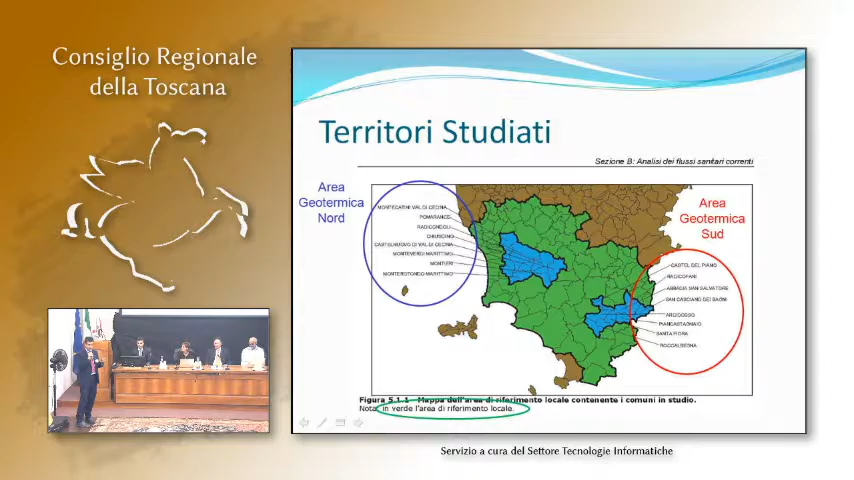 Consiglio Regionale
della Toscana
Territori Studiati
Sezione B: Analisi dei flussi sanitari correnti
Area
Geotermica
Nord
Area
Geotermica
Sud
MONTECATINI VAL DI CECINA
POMARANCE
RADICONDOLI
CHIUSDINO
CASTELNUOVO DI VAL DI CECINA
MONTEVERDI MARITTIMO
MONTIERI
MONTEROTONDO MARITTIMO
CASTEL DEL PIANO
RADICOFANI
ABBADIA SAN SALVATORE
SAN CASCIANO DEI BAGNI
ARCIDOSSO
PIANCASTAGNAIO
SANTA FIORA
ROCCALBEGNA
Figura 5.1.1 - Mappa dell'area di riferimento locale contenente i comuni in studio.
Nota: in verde l'area di riferimento locale.
Servizio a cura del Settore Tecnologie Informatiche